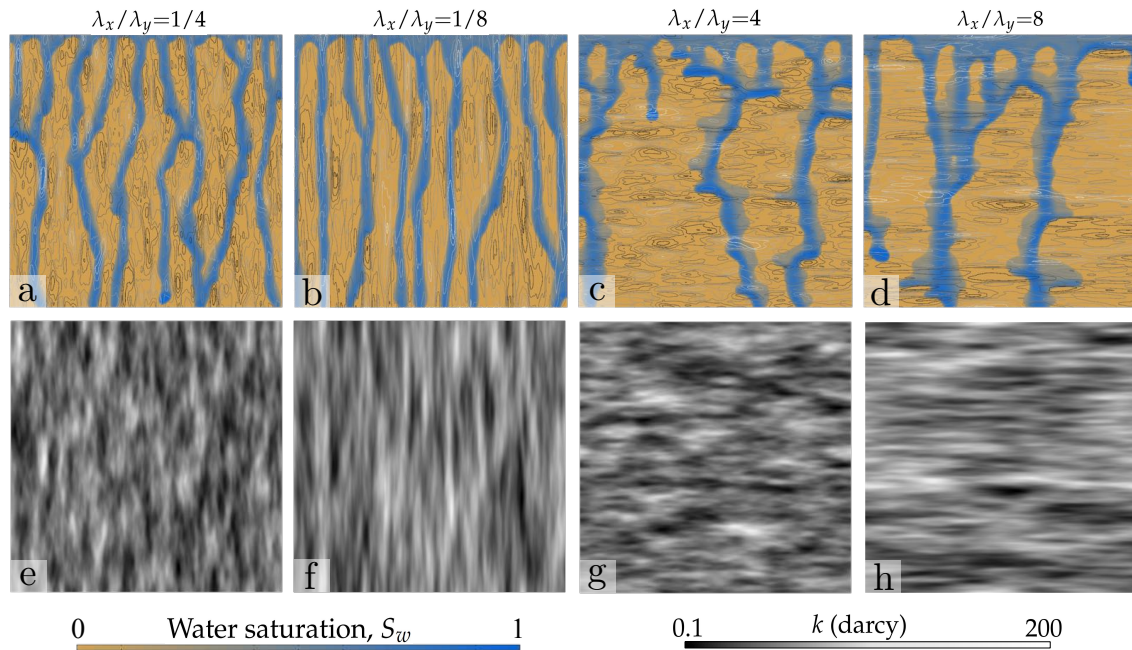 λx/λy=1/4 λx/λy=1/8 λx/λy=4 λx/λy=8
a b c d
e f g h
0 Water saturation, Sw 1 0.1 k (darcy) 200